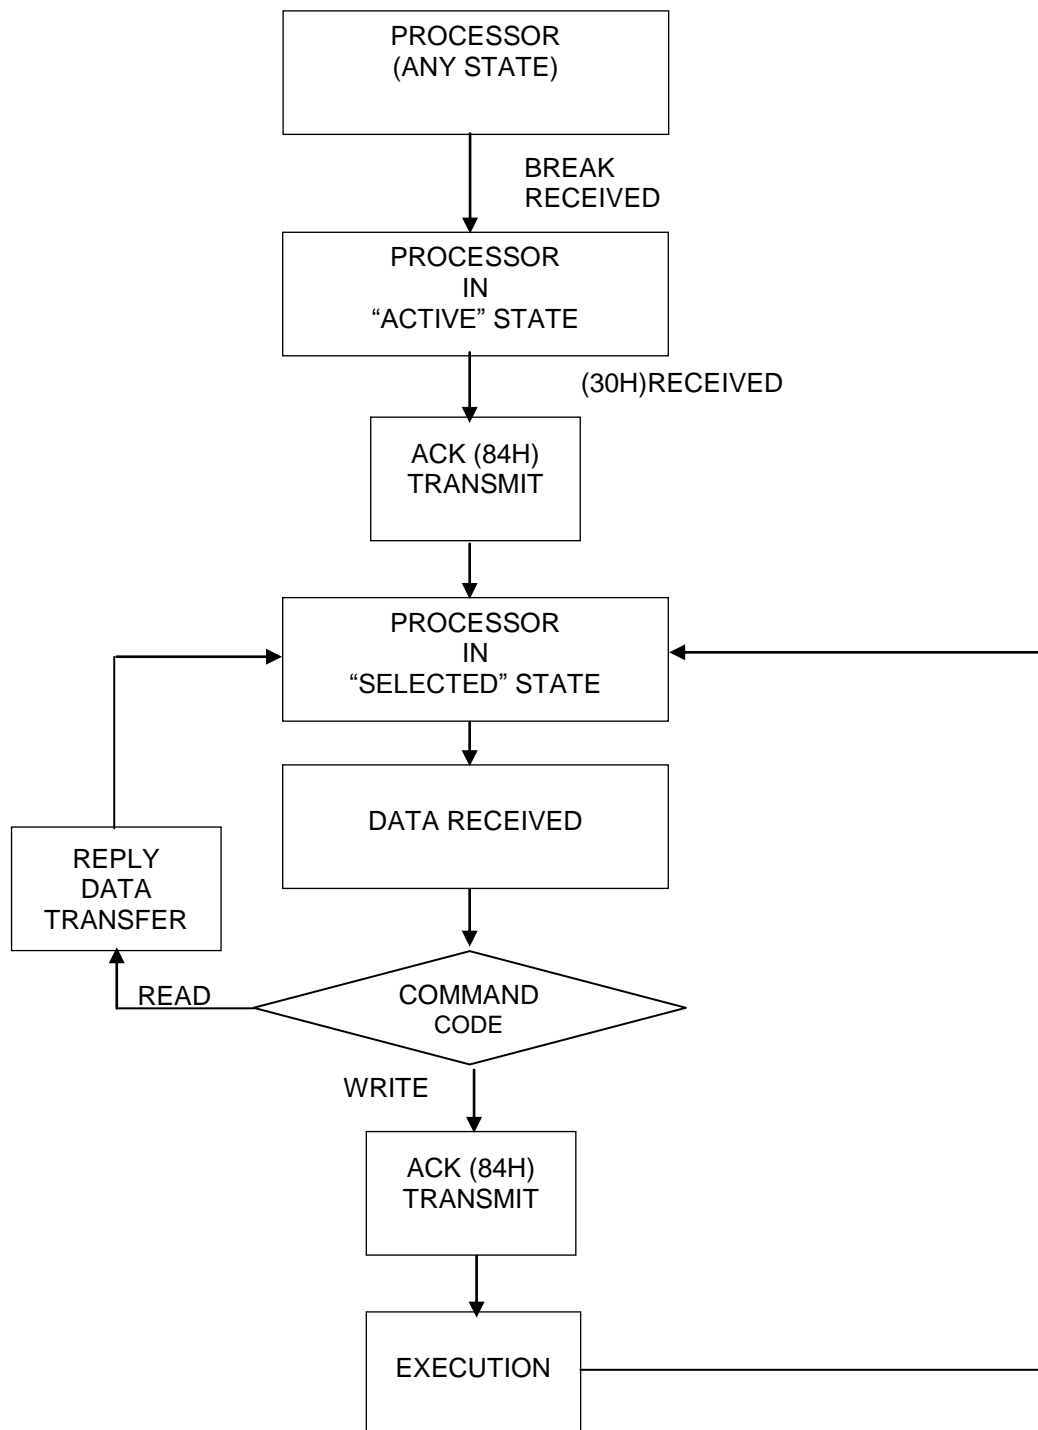 PROCESSOR
(ANY STATE)
BREAK
RECEIVED
PROCESSOR
IN
“ACTIVE” STATE
(30H)RECEIVED
ACK (84H)
TRANSMIT
PROCESSOR
IN
“SELECTED” STATE
DATA RECEIVED
REPLY
DATA
TRANSFER
READ
COMMAND
CODE
WRITE
ACK (84H)
TRANSMIT
EXECUTION